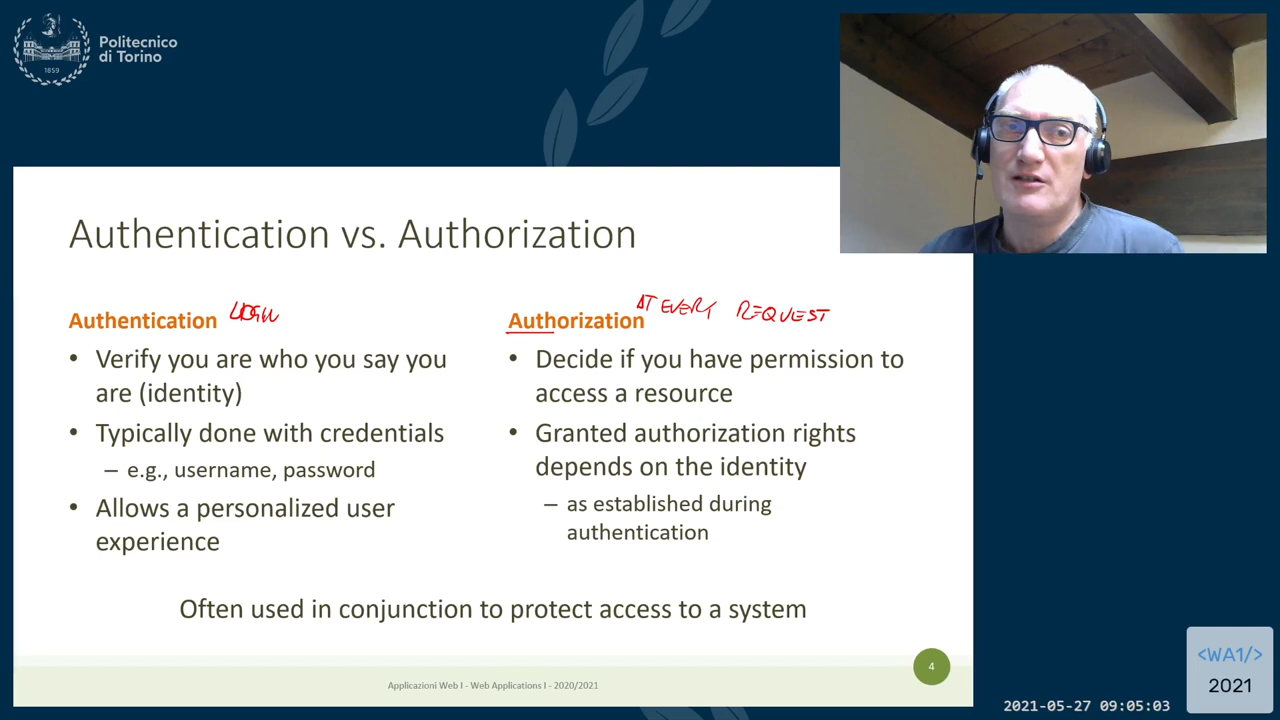 Politecnico
di Torino
1859
Authentication vs. Authorization
Authentication LOGIN
• Verify you are who you say you
are (identity)
• Typically done with credentials
– e.g., username, password
• Allows a personalized user
experience
Authorization AT EVERY REQUEST
• Decide if you have permission to
access a resource
• Granted authorization rights
depends on the identity
– as established during
authentication
Often used in conjunction to protect access to a system
4
Applicazioni Web I - Web Applications I - 2020/2021
<WA1/>
2021
2021-05-27 09:05:03